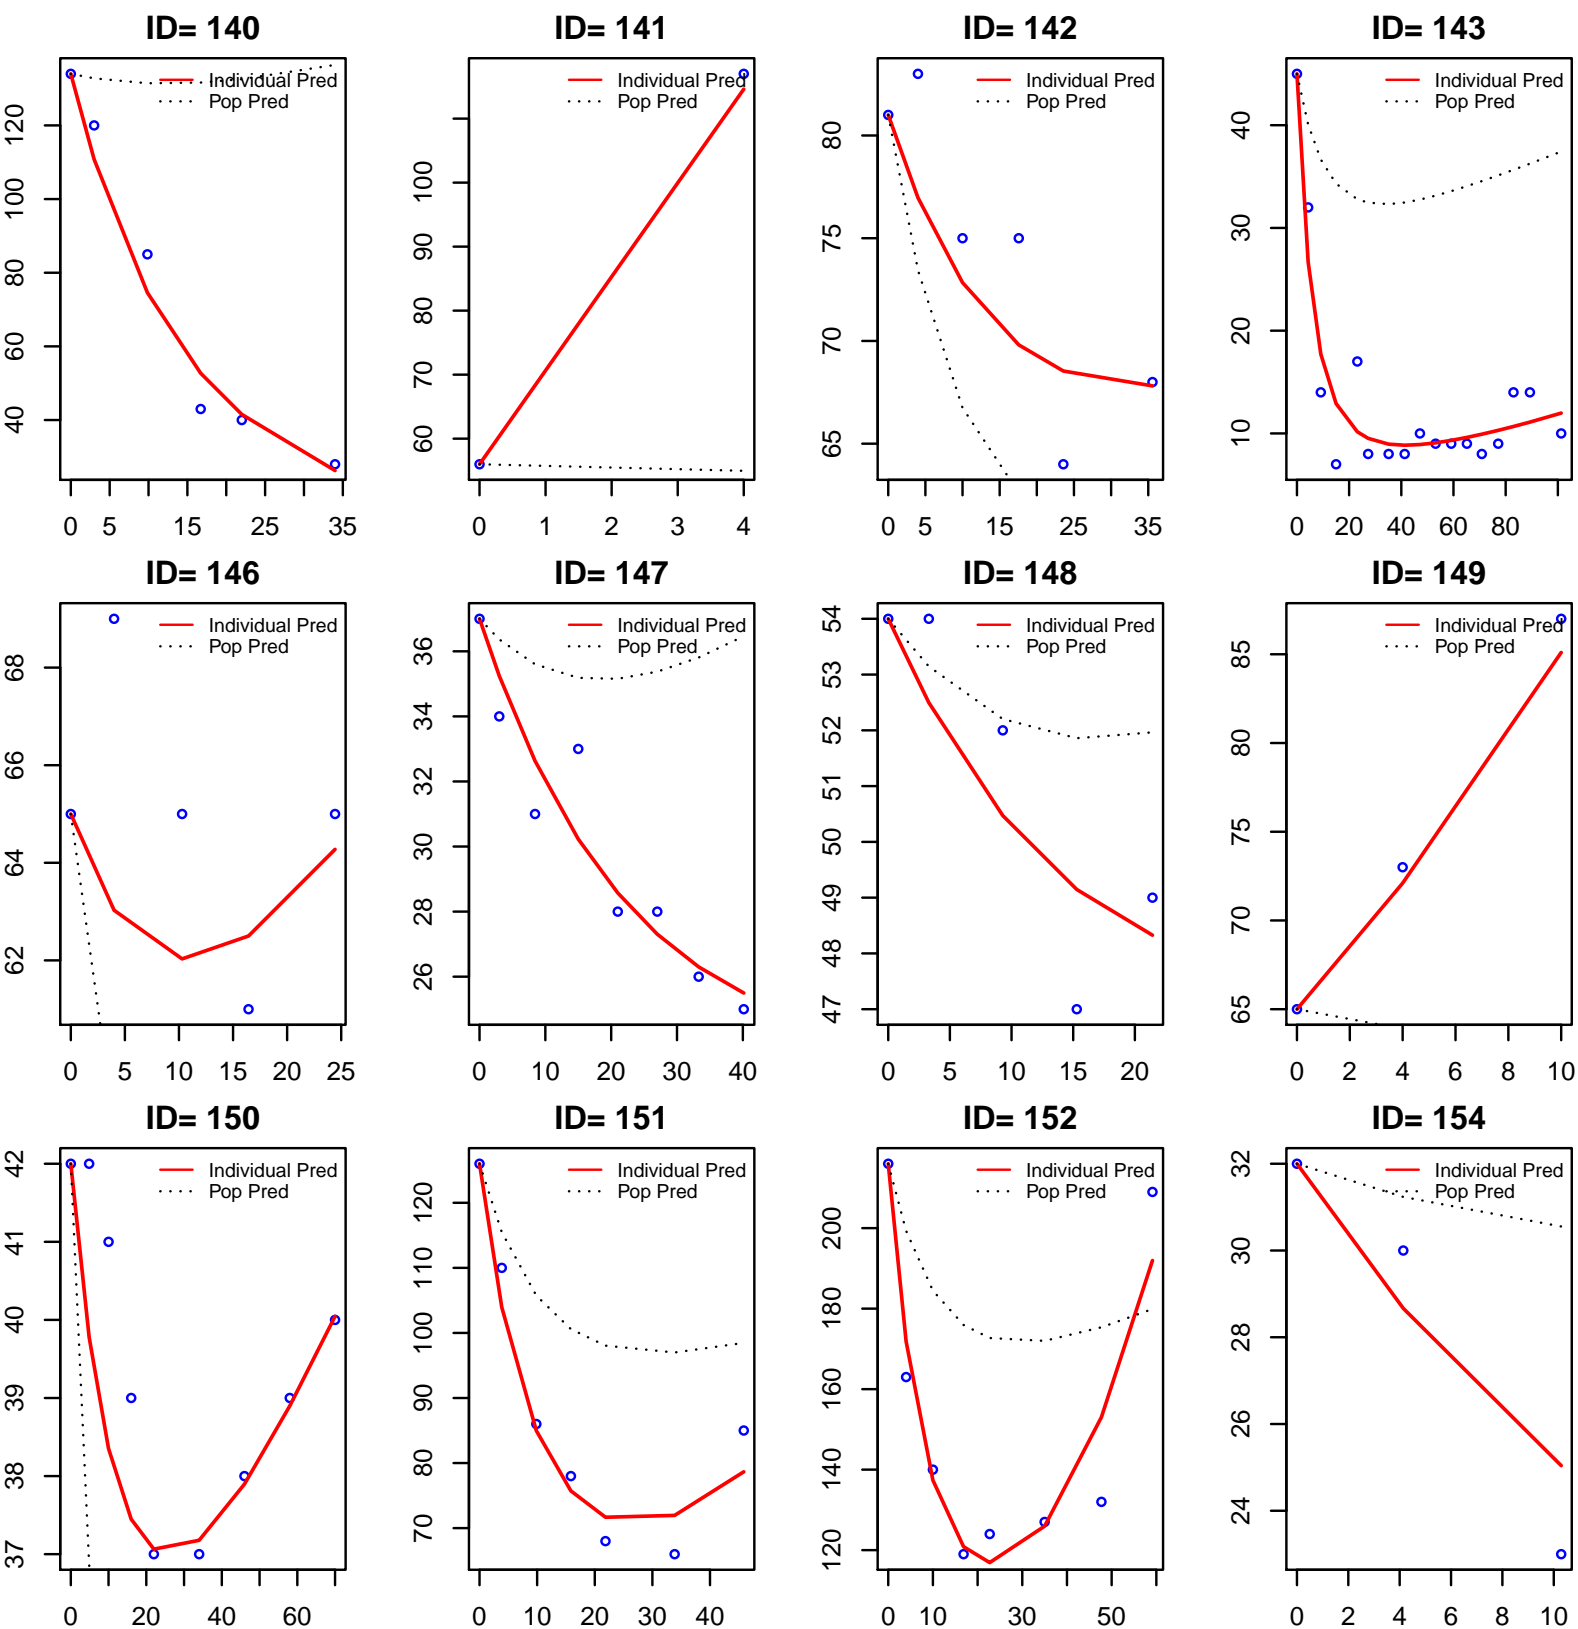 ID= 140
Individual Pred
Pop Pred
40 60 80 100 120
0 5 15 25 35
ID= 141
Individual Pred
Pop Pred
60 70 80 90 100
0 1 2 3 4
ID= 142
Individual Pred
Pop Pred
65 70 75 80
0 5 15 25 35
ID= 143
Individual Pred
Pop Pred
10 20 30 40
0 20 40 60 80
ID= 146
Individual Pred
Pop Pred
62 64 66 68
0 5 10 15 20 25
ID= 147
Individual Pred
Pop Pred
26 28 30 32 34 36
0 10 20 30 40
ID= 148
Individual Pred
Pop Pred
47 48 49 50 51 52 53 54
0 5 10 15 20
ID= 149
Individual Pred
Pop Pred
65 70 75 80 85
0 2 4 6 8 10
ID= 150
Individual Pred
Pop Pred
37 38 39 40 41 42
0 20 40 60
ID= 151
Individual Pred
Pop Pred
70 80 90 100 110 120
0 10 20 30 40
ID= 152
Individual Pred
Pop Pred
120 140 160 180 200
0 10 30 50
ID= 154
Individual Pred
Pop Pred
24 26 28 30 32
0 2 4 6 8 10